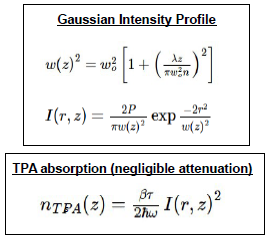 Gaussian Intensity Profile
w(z)² = w₀² [1 + (λz / πw₀²n)²]
I(r, z) = 2P / πw(z)² exp −2r² / w(z)²
TPA absorption (negligible attenuation)
n_TPA(z) = βτ / 2ħω I(r, z)²